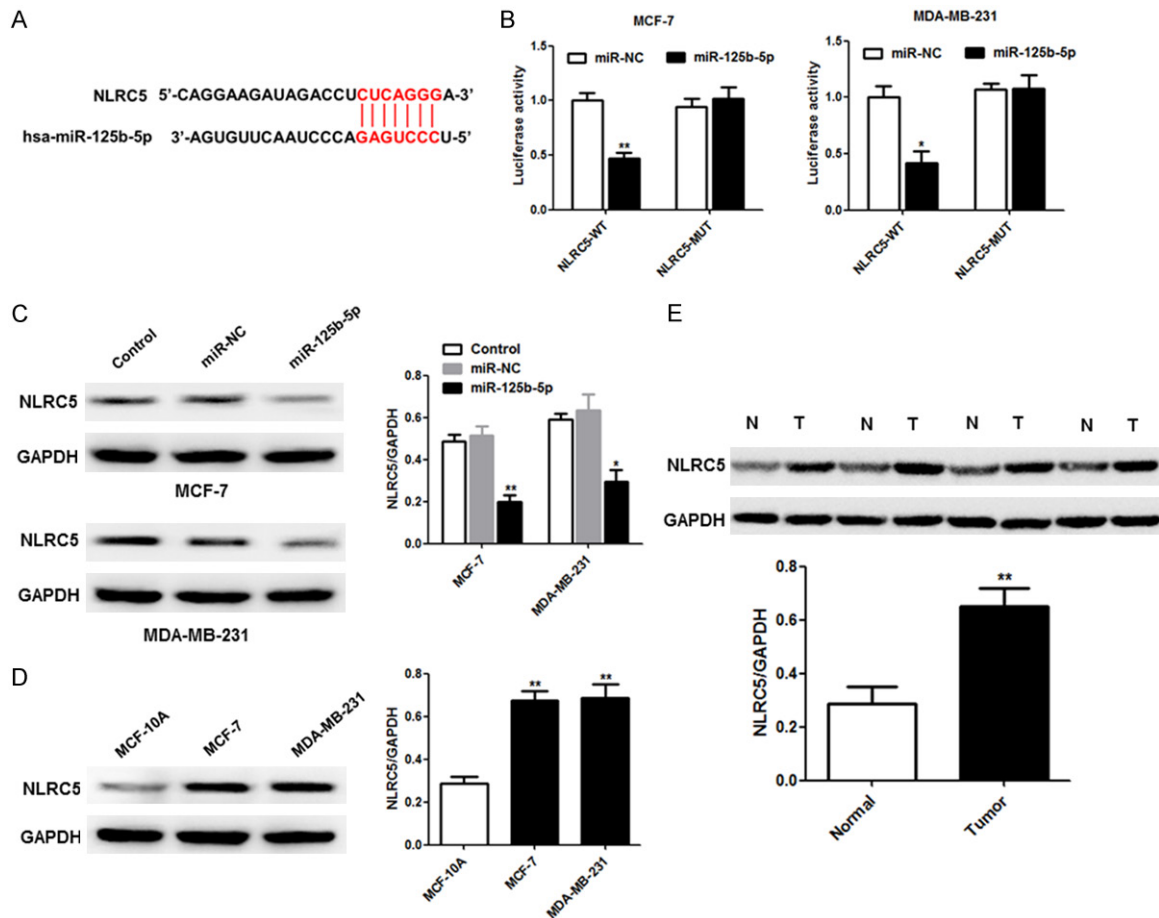 A
NLRC5 5'-CAGGAAGAUAGACCUCUCAGGGA-3'
hsa-miR-125b-5p 3'-AGUGUUCAAUCCCAGAGUCCCU-5'
B
MCF-7
miR-NC miR-125b-5p
Luciferase activity
1.5
1.0
0.5
0.0
**
NLRC5-WT NLRC5-MUT
MDA-MB-231
miR-NC miR-125b-5p
Luciferase activity
1.5
1.0
0.5
0.0
*
NLRC5-WT NLRC5-MUT
C
Control miR-NC miR-125b-5p
NLRC5
GAPDH
MCF-7
NLRC5
GAPDH
MDA-MB-231
Control
miR-NC
miR-125b-5p
NLRC5/GAPDH
0.8
0.6
0.4
0.2
0.0
** *
MCF-7 MDA-MB-231
D
MCF-10A MCF-7 MDA-MB-231
NLRC5
GAPDH
NLRC5/GAPDH
0.8
0.6
0.4
0.2
0.0
** **
MCF-10A MCF-7 MDA-MB-231
E
N T N T N T N T
NLRC5
GAPDH
NLRC5/GAPDH
0.8
0.6
0.4
0.2
0.0
**
Normal Tumor